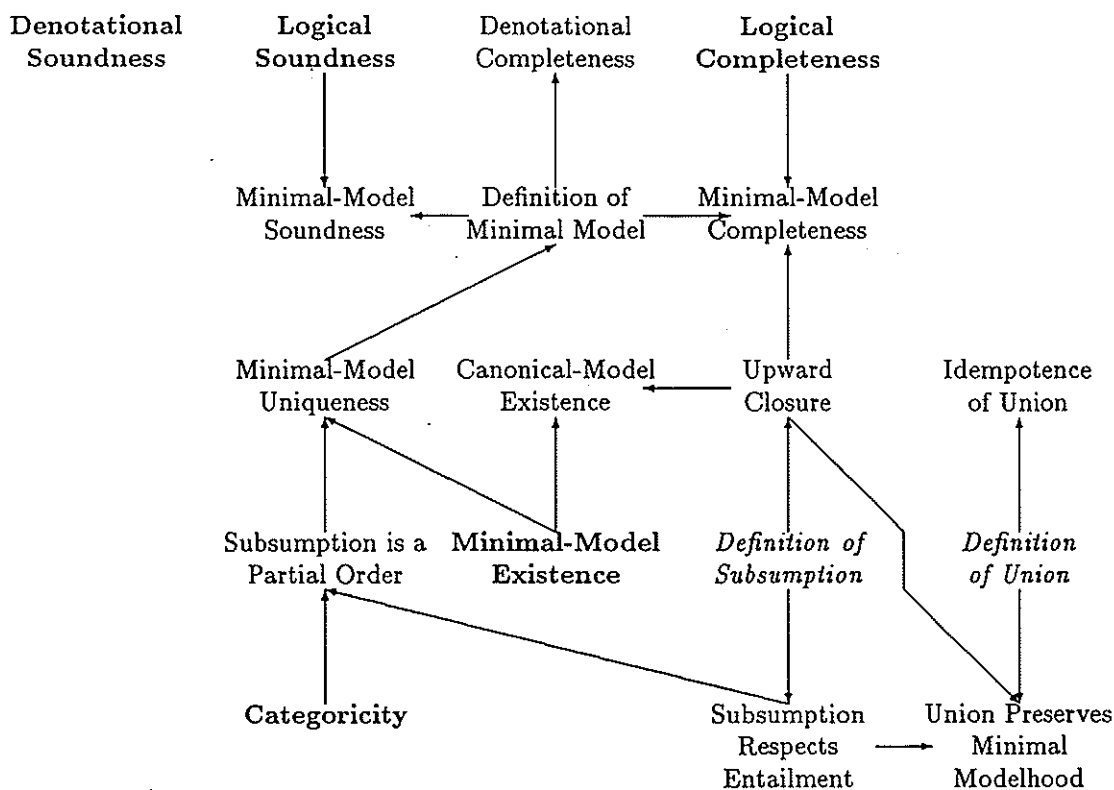 Denotational
Soundness
Logical
Soundness
Denotational
Completeness
Logical
Completeness
Minimal-Model
Soundness
Definition of
Minimal Model
Minimal-Model
Completeness
Minimal-Model
Uniqueness
Canonical-Model
Existence
Upward
Closure
Idempotence
of Union
Subsumption is a
Partial Order
Minimal-Model
Existence
Definition of
Subsumption
Definition
of Union
Categoricity
Subsumption
Respects
Entailment
Union Preserves
Minimal
Modelhood